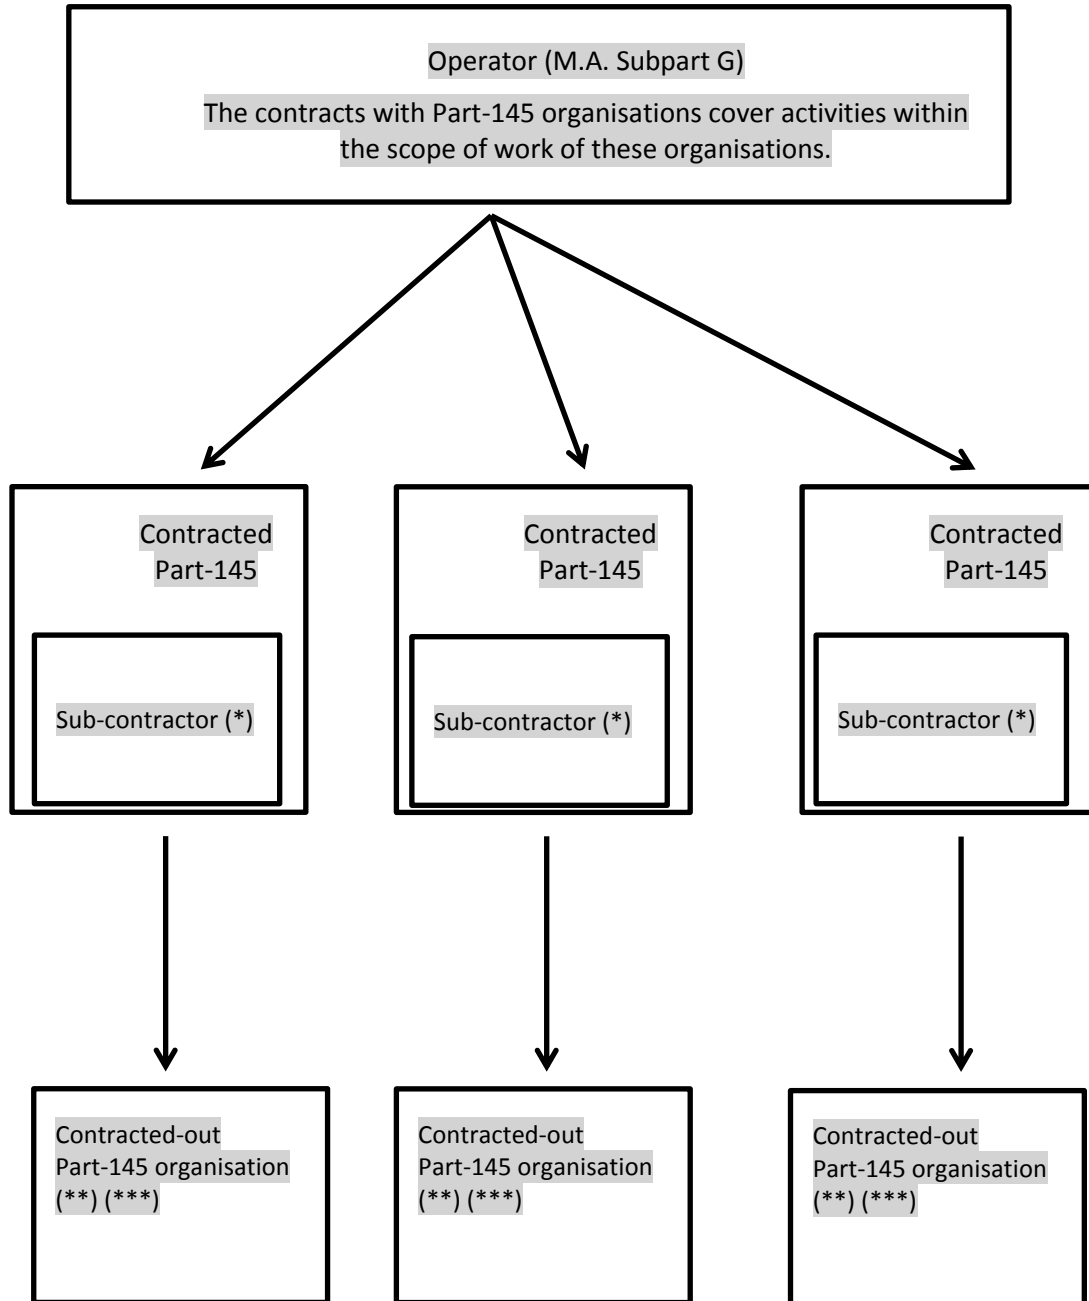 Operator (M.A. Subpart G)
The contracts with Part-145 organisations cover activities within
the scope of work of these organisations.
Contracted
Part-145
Sub-contractor (*)
Contracted
Part-145
Sub-contractor (*)
Contracted
Part-145
Sub-contractor (*)
Contracted-out
Part-145 organisation
(**) (***)
Contracted-out
Part-145 organisation
(**) (***)
Contracted-out
Part-145 organisation
(**) (***)